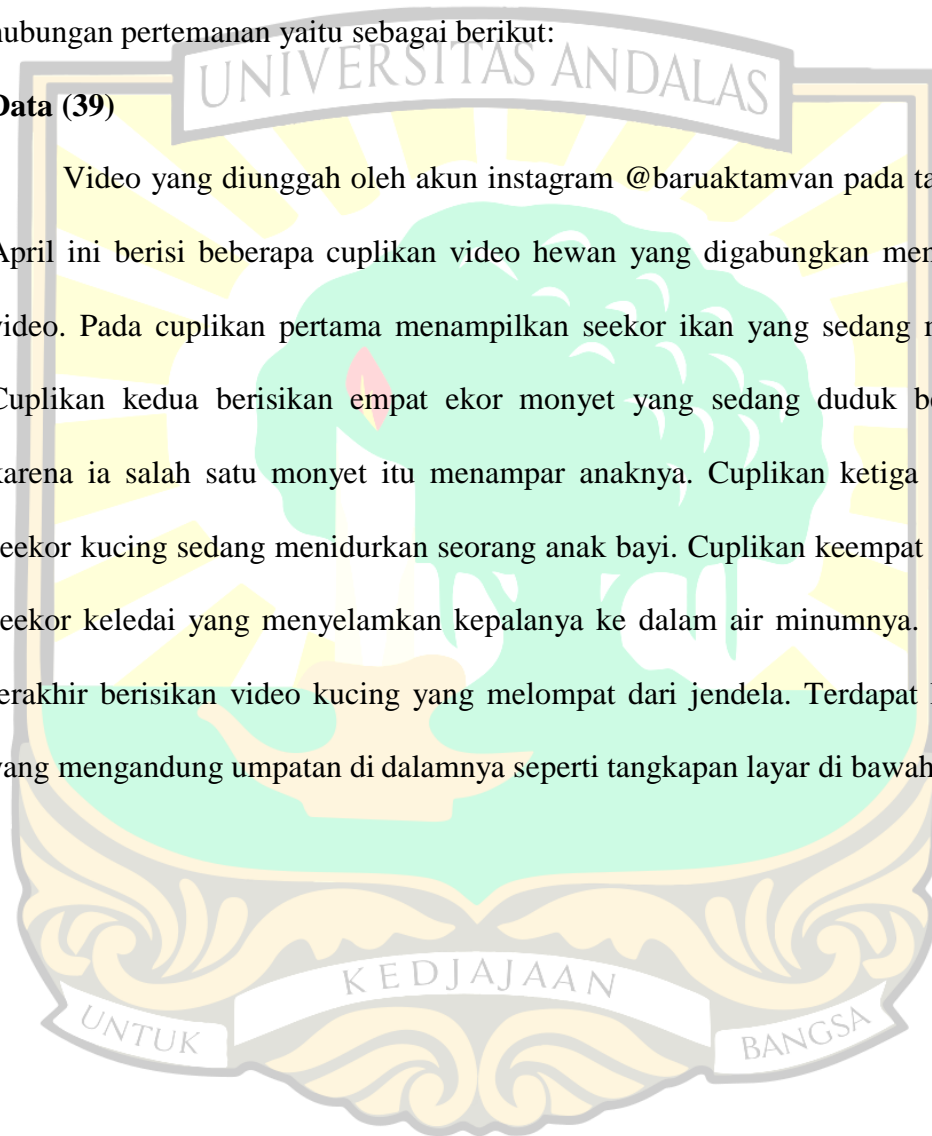 hubungan pertemanan yaitu sebagai berikut:
UNIVERSITAS ANDALAS
Data (39)
Video yang diunggah oleh akun instagram @baruaktamvan pada ta
April ini berisi beberapa cuplikan video hewan yang digabungkan men
video. Pada cuplikan pertama menampilkan seekor ikan yang sedang
Cuplikan kedua berisikan empat ekor monyet yang sedang duduk be
karena ia salah satu monyet itu menampar anaknya. Cuplikan ketiga
seekor kucing sedang menidurkan seorang anak bayi. Cuplikan keempat
seekor keledai yang menyelamkan kepalanya ke dalam air minumnya.
terakhir berisikan video kucing yang melompat dari jendela. Terdapat
yang mengandung umpatan di dalamnya seperti tangkapan layar di bawah
UNTUK KEDJAJAAN BANGSA